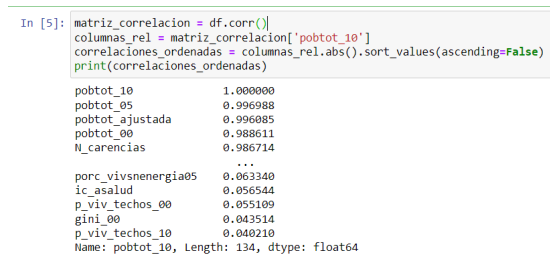 In [5]: matriz_correlacion = df.corr()
columnas_rel = matriz_correlacion['pobtot_10']
correlaciones_ordenadas = columnas_rel.abs().sort_values(ascending=False)
print(correlaciones_ordenadas)
pobtot_10 1.000000
pobtot_05 0.996988
pobtot_ajustada 0.996085
pobtot_00 0.988611
N_carencias 0.986714
...
porc_vivsnenergia05 0.063340
ic_asalud 0.056544
p_viv_techos_00 0.055109
gini_00 0.043514
p_viv_techos_10 0.040210
Name: pobtot_10, Length: 134, dtype: float64